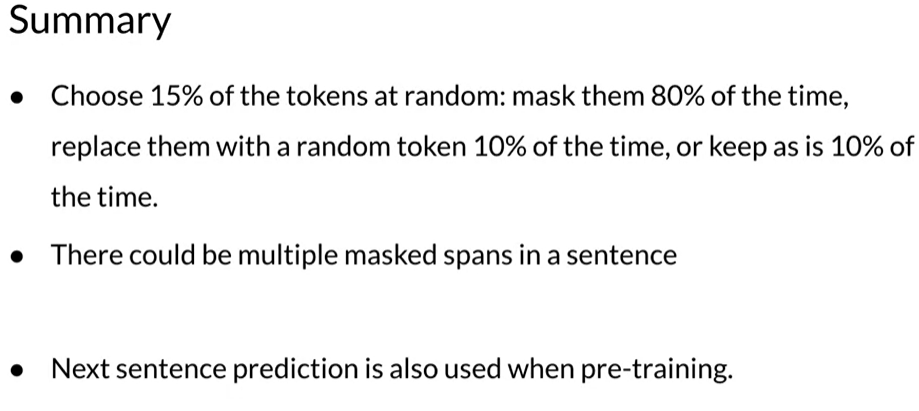 Summary
● Choose 15% of the tokens at random: mask them 80% of the time,
replace them with a random token 10% of the time, or keep as is 10% of
the time.
● There could be multiple masked spans in a sentence
● Next sentence prediction is also used when pre-training.